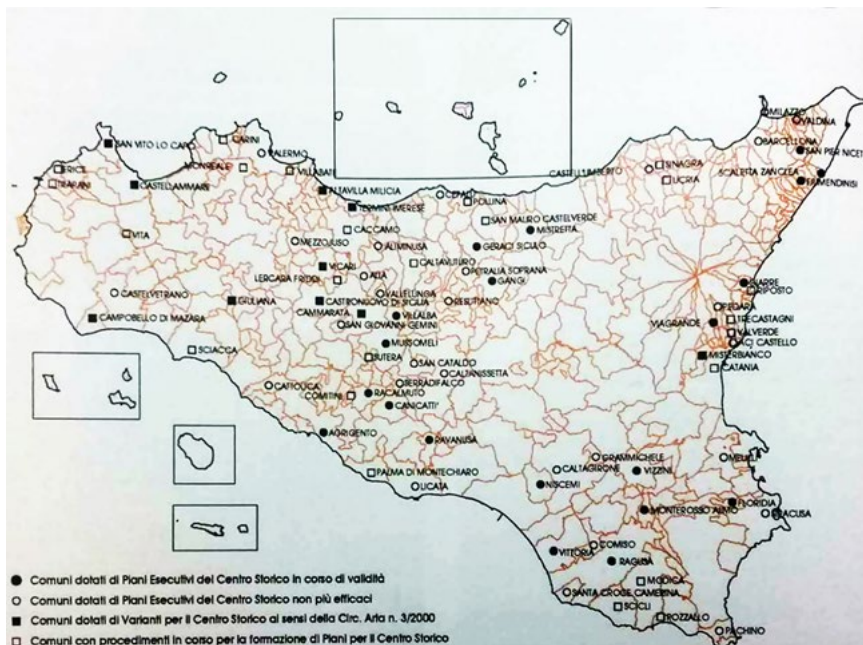 MILAZZO
VALDINA
BARCELLONA
SAN PIER NICET
SCALETTA ZANCLEA
FIUMEDINISI
SAN VITO LO CAPO
CARINI
PALERMO
MONREALE
VILLABATE
ERICE
TRAPANI
CASTELLAMMARE
ALTAVILLA MILICIA
TERMINI IMERESE
CEFALÙ
POLLINA
CASTELL'UMBERTO
SINAGRA
UCRIA
VITA
CACCAMO
SAN MAURO CASTELVERDE
MISTRETTA
MEZZOJUSO
ALIMINUSA
GERACI SICULO
VICARI
CALTAVUTURO
LERCARA FRIDDI
ALIA
PETRALIA SOPRANA
GANGI
CASTELVETRANO
GIULIANA
VALLELUNGA
RESUTTANO
CASTRONUOVO DI SICILIA
CAMMARATA
VILLALBA
SAN GIOVANNI GEMINI
CAMPOBELLO DI MAZARA
MUSSOMELI
SCIACCA
SUTERA
SAN CATALDO
CALTANISSETTA
CATTOLICA
SERRADIFALCO
COMITINI
RACALMUTO
CANICATTI'
GIARRE
RIPOSTO
PEDARA
TRECASTAGNI
VIAGRANDE
VALVERDE
ACI CASTELLO
MISTERBIANCO
CATANIA
AGRIGENTO
RAVANUSA
PALMA DI MONTECHIARO
LICATA
GRAMMICHELE
CALTAGIRONE
VIZZINI
MELILLI
NISCEMI
FLORIDIA
MONTEROSSO ALMO
SIRACUSA
VITTORIA
COMISO
RAGUSA
MODICA
SANTA CROCE CAMERINA
SCICLI
POZZALLO
PACHINO
Comuni dotati di Piani Esecutivi del Centro Storico in corso di validità
Comuni dotati di Piani Esecutivi del Centro Storico non più efficaci
Comuni dotati di Varianti per il Centro Storico ai sensi della Circ. Arta n. 3/2000
Comuni con procedimenti in corso per la formazione di Piani per il Centro Storico